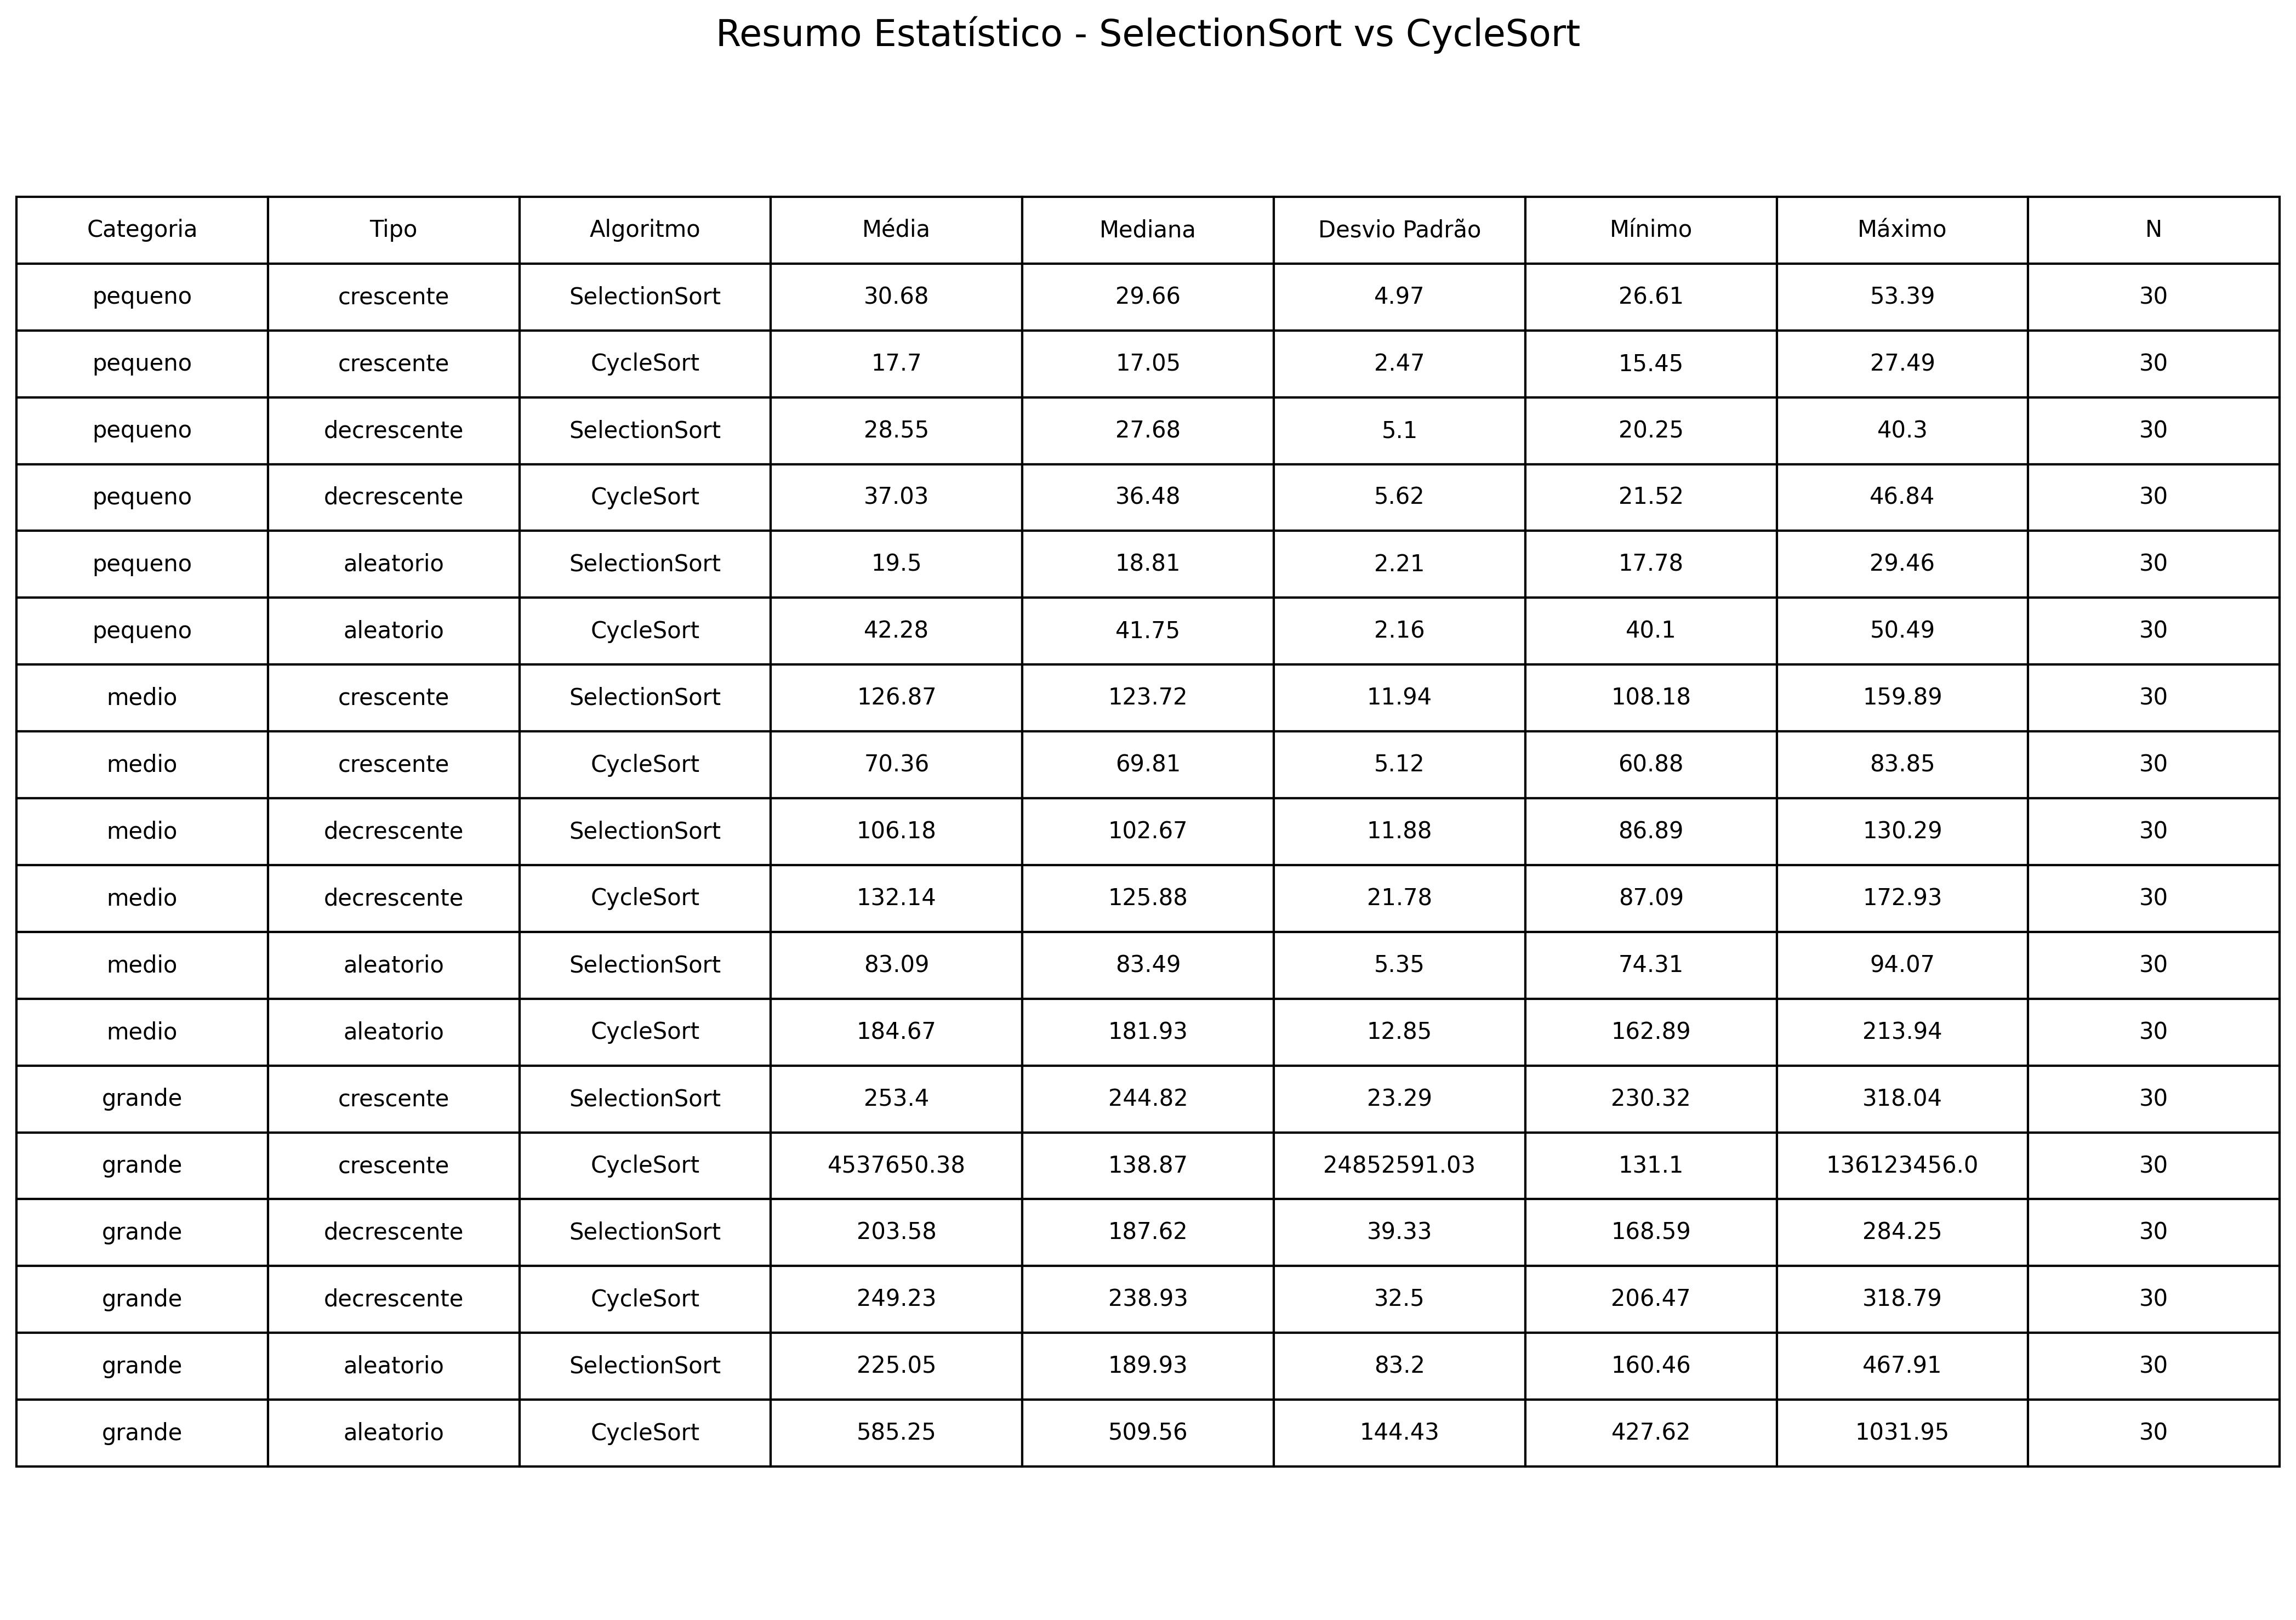 Resumo Estatístico - SelectionSort vs CycleSort
Categoria Tipo Algoritmo Média Mediana Desvio Padrão Mínimo Máximo N
pequeno crescente SelectionSort 30.68 29.66 4.97 26.61 53.39 30
pequeno crescente CycleSort 17.7 17.05 2.47 15.45 27.49 30
pequeno decrescente SelectionSort 28.55 27.68 5.1 20.25 40.3 30
pequeno decrescente CycleSort 37.03 36.48 5.62 21.52 46.84 30
pequeno aleatorio SelectionSort 19.5 18.81 2.21 17.78 29.46 30
pequeno aleatorio CycleSort 42.28 41.75 2.16 40.1 50.49 30
medio crescente SelectionSort 126.87 123.72 11.94 108.18 159.89 30
medio crescente CycleSort 70.36 69.81 5.12 60.88 83.85 30
medio decrescente SelectionSort 106.18 102.67 11.88 86.89 130.29 30
medio decrescente CycleSort 132.14 125.88 21.78 87.09 172.93 30
medio aleatorio SelectionSort 83.09 83.49 5.35 74.31 94.07 30
medio aleatorio CycleSort 184.67 181.93 12.85 162.89 213.94 30
grande crescente SelectionSort 253.4 244.82 23.29 230.32 318.04 30
grande crescente CycleSort 4537650.38 138.87 24852591.03 131.1 136123456.0 30
grande decrescente SelectionSort 203.58 187.62 39.33 168.59 284.25 30
grande decrescente CycleSort 249.23 238.93 32.5 206.47 318.79 30
grande aleatorio SelectionSort 225.05 189.93 83.2 160.46 467.91 30
grande aleatorio CycleSort 585.25 509.56 144.43 427.62 1031.95 30